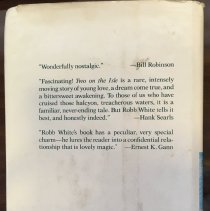 "Wonderfully nostalgic." —Bill Robinson
"Fascinating! Two on the Isle is a rare, intensely
moving story of young love, a dream come true, and
a bittersweet awakening. To those of us who have
cruised those halcyon, treacherous waters, it is a
familiar, never-ending tale. But Robb White tells it
best, and honestly indeed." —Hank Searls
"Robb White's book has a peculiar, very special
charm—he lures the reader into a confidential rela-
tionship that is lovely magic." —Ernest K. Gann